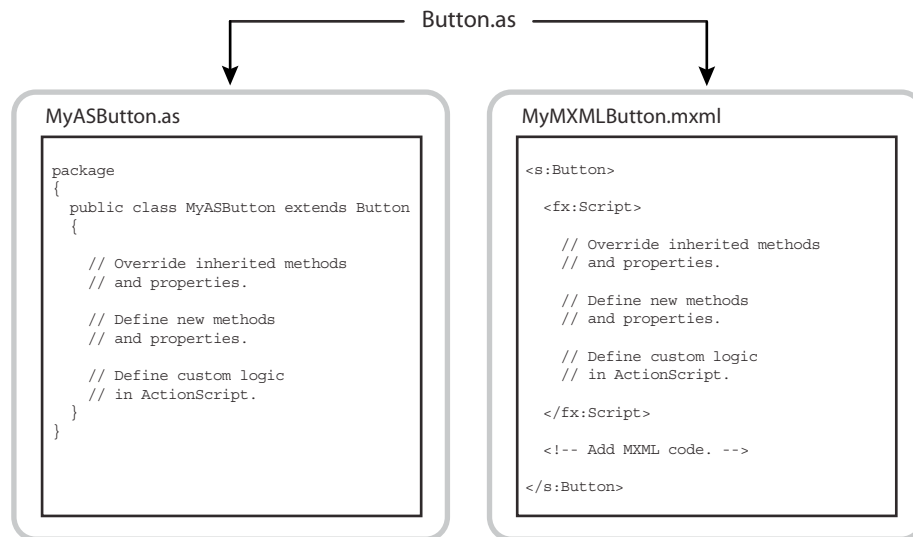 Button.as
MyASButton.as
package
{
  public class MyASButton extends Button
  {
    // Override inherited methods
    // and properties.
    // Define new methods
    // and properties.
    // Define custom logic
    // in ActionScript.
  }
}
MyMXMLButton.mxml
<s:Button>
  <fx:Script>
    // Override inherited methods
    // and properties.
    // Define new methods
    // and properties.
    // Define custom logic
    // in ActionScript.
  </fx:Script>
  <!-- Add MXML code. -->
</s:Button>